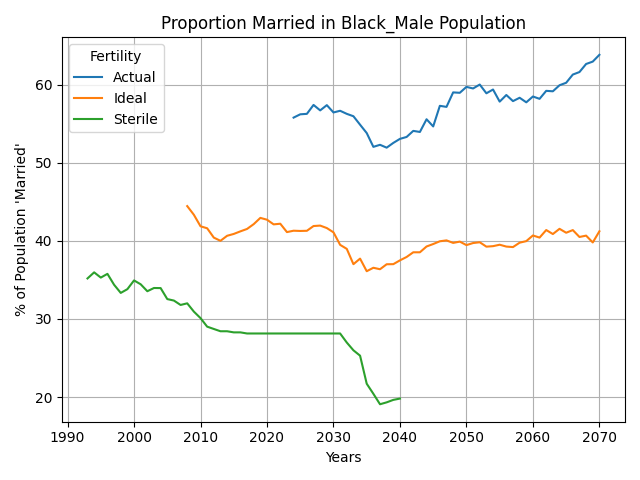 Proportion Married in Black_Male Population
Fertility
Actual
Ideal
Sterile
% of Population 'Married'
60
50
40
30
20
1990 2000 2010 2020 2030 2040 2050 2060 2070
Years